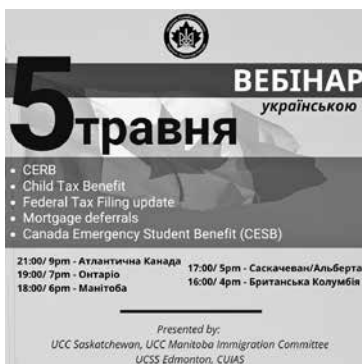 5 травня
ВЕБІНАР
українською
• CERB
• Child Tax Benefit
• Federal Tax Filing update
• Mortgage deferrals
• Canada Emergency Student Benefit (CESB)
21:00/ 9pm - Атлантична Канада
19:00/ 7pm - Онтаріо
18:00/ 6pm - Манітоба
17:00/ 5pm - Саскачеван/Альберта
16:00/ 4pm - Британська Колумбія
Presented by:
UCC Saskatchewan, UCC Manitoba Immigration Committee
UCSS Edmonton, CUIAS